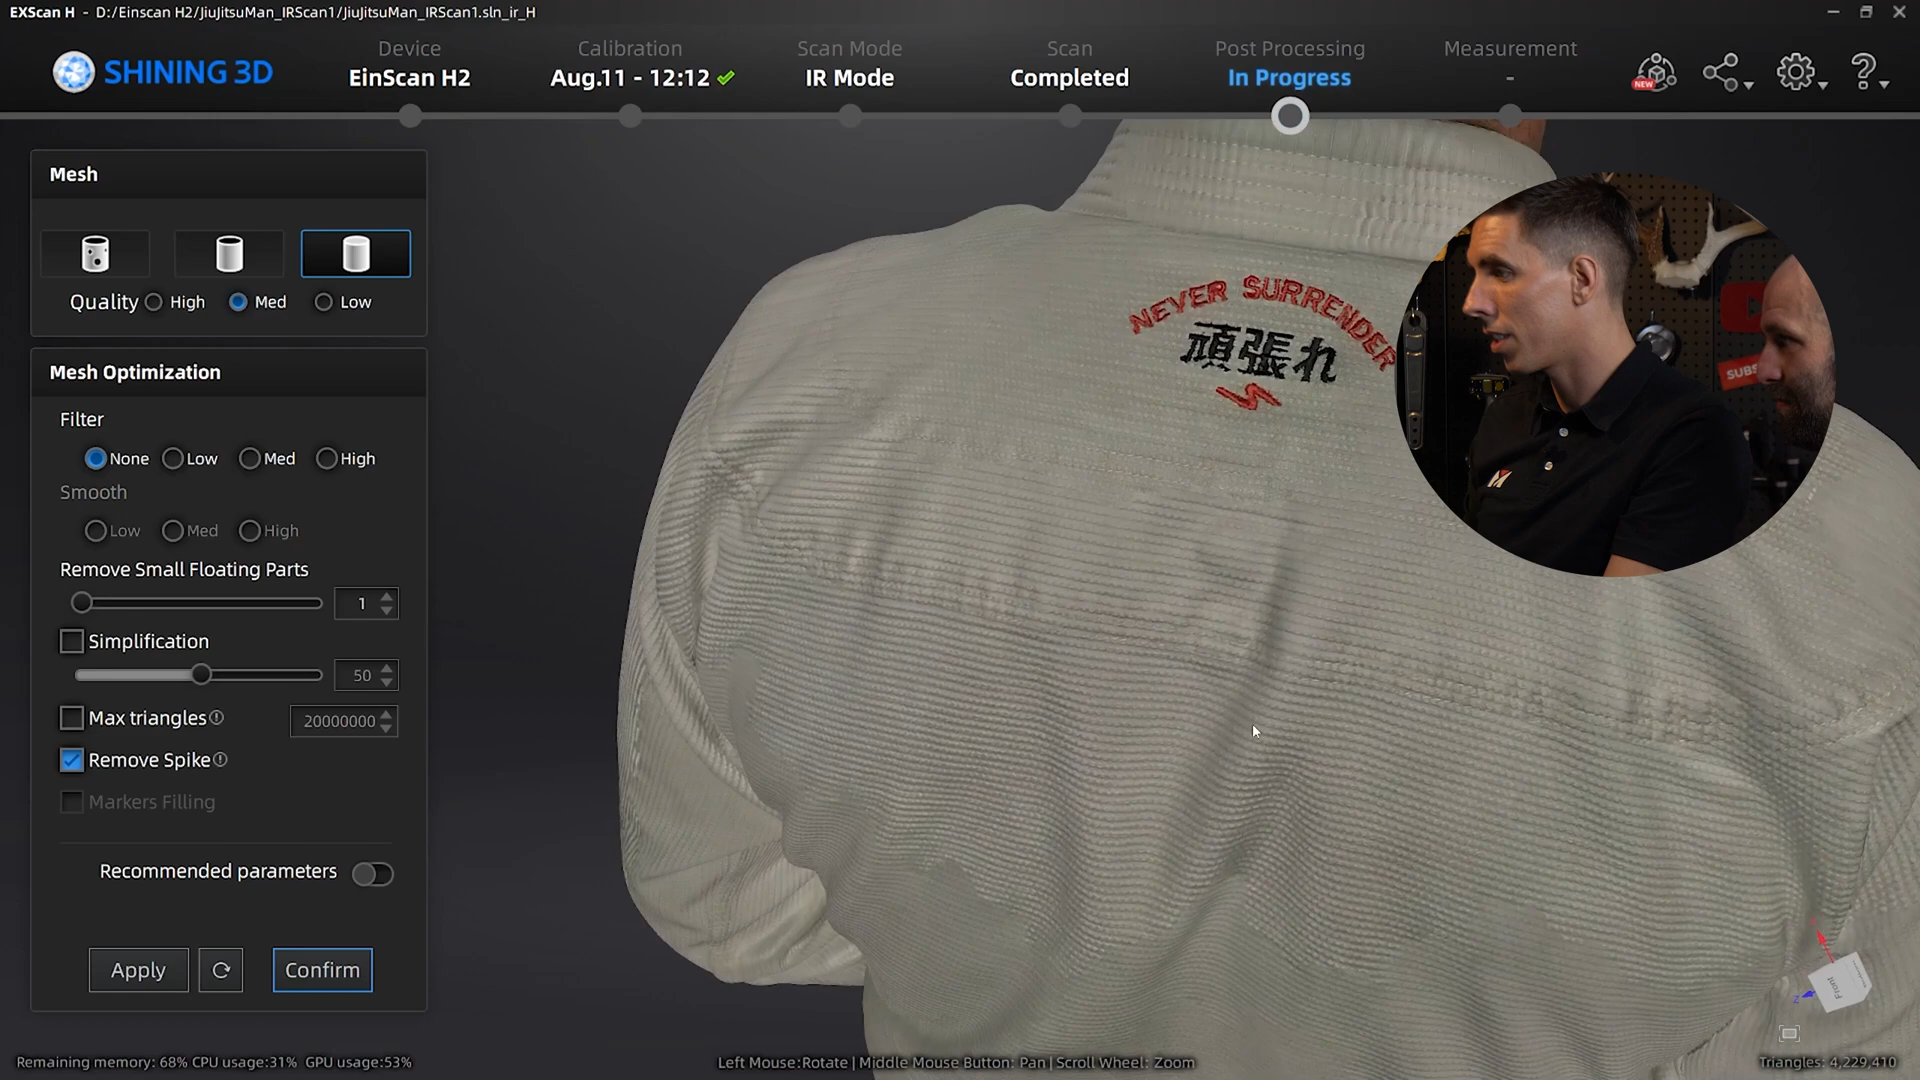 EXScan H - D:/Einscan H2/JiuJitsuMan_IRScan1/JiuJitsuMan_IRScan1.sln_ir_H
SHINING 3D
Device
EinScan H2
Calibration
Aug.11 - 12:12
Scan Mode
IR Mode
Scan
Completed
Post Processing
In Progress
Measurement
-
NEW
?
Mesh
Quality High Med Low
Mesh Optimization
Filter
None Low Med High
Smooth
Low Med High
Remove Small Floating Parts
1
Simplification
50
Max triangles 20000000
Remove Spike
Markers Filling
Recommended parameters
Apply Confirm
NEVER SURRENDER
頑張れ
SUBS
Front
Z
Remaining memory: 68% CPU usage:31% GPU usage:53%
Left Mouse:Rotate | Middle Mouse Button: Pan | Scroll Wheel: Zoom
Triangles: 4,229,410